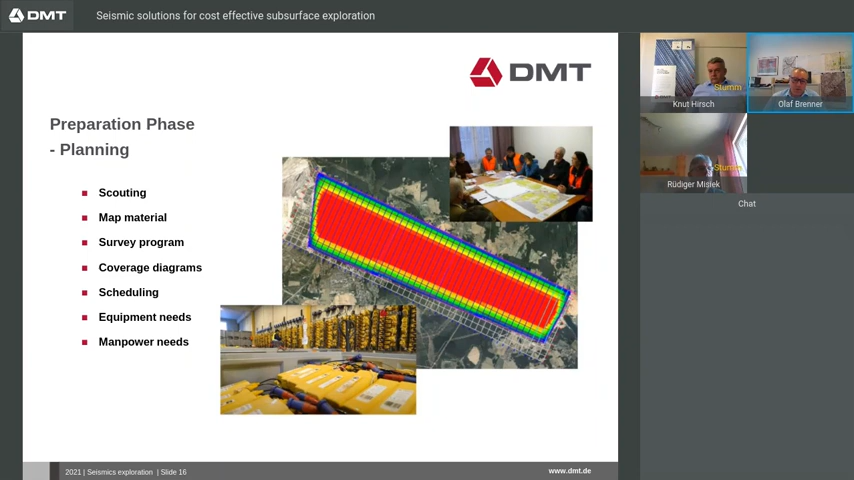 DMT
Seismic solutions for cost effective subsurface exploration
DMT
Preparation Phase
- Planning
Scouting
Map material
Survey program
Coverage diagrams
Scheduling
Equipment needs
Manpower needs
2021 | Seismics exploration | Slide 16
www.dmt.de
Stumm
Knut Hirsch
Olaf Brenner
Stumm
Rüdiger Misiek
Chat